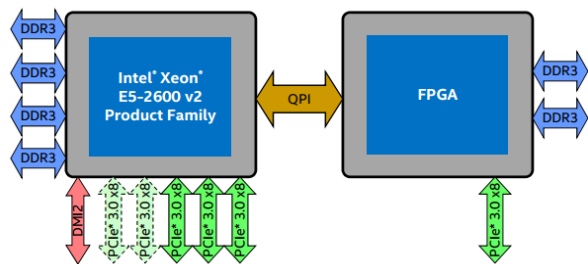 DDR3
DDR3
DDR3
DDR3
Intel* Xeon*
E5-2600 v2
Product Family
QPI
FPGA
DDR3
DDR3
DMI2
PCIe* 3.0 x8
PCIe* 3.0 x8
PCIe* 3.0 x8
PCIe* 3.0 x8
PCIe* 3.0 x8
PCIe* 3.0 x8